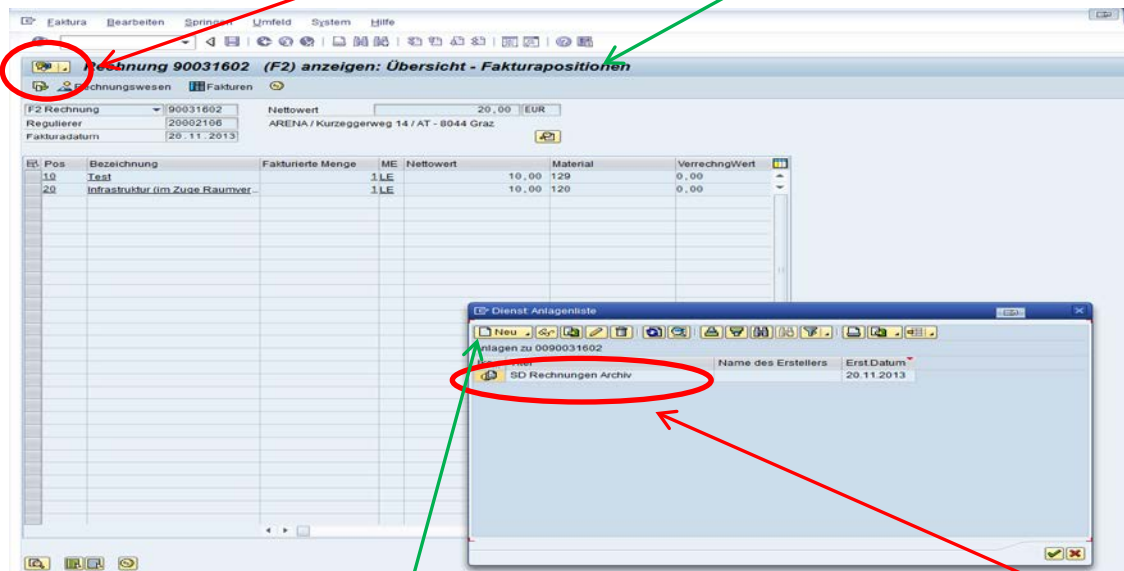 Faktura Bearbeiten Springen Umfeld System Hilfe
Rechnung 90031602 (F2) anzeigen: Übersicht - Fakturapositionen
Rechnungswesen Fakturen
F2 Rechnung 90031602 Nettowert 20,00 EUR
Regulierer 20002106 ARENA / Kurzeggerweg 14 / AT - 8044 Graz
Fakturadatum 20.11.2013
Pos Bezeichnung Fakturierte Menge ME Nettowert Material VerrechngWert
10 Test 1 LE 10,00 129 0,00
20 Infrastruktur (im Zuge Raumver... 1 LE 10,00 120 0,00
Dienst: Anlagenliste
Neu
Anlagen zu 0090031602
Titel Name des Erstellers Erst.Datum
SD Rechnungen Archiv 20.11.2013